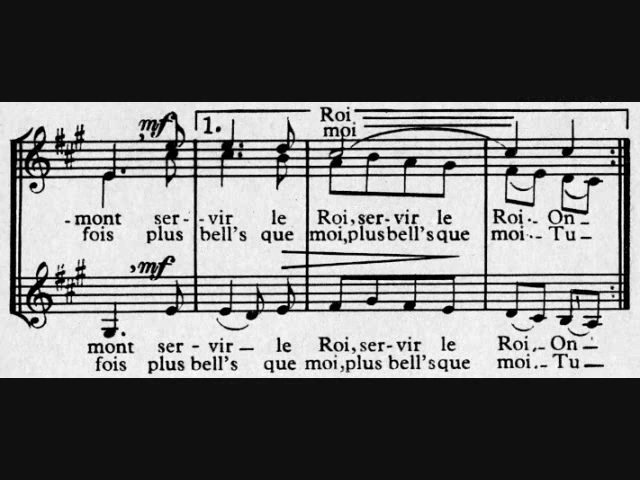 mf 1. Roi
moi
- mont ser - - vir le Roi, ser - vir le Roi - On —
fois plus bell's que moi, plus bell's que moi - - Tu —
mf
mont ser - vir — le Roi, ser - vir le Roi - On —
fois plus bell's que moi, plus bell's que moi - - Tu —